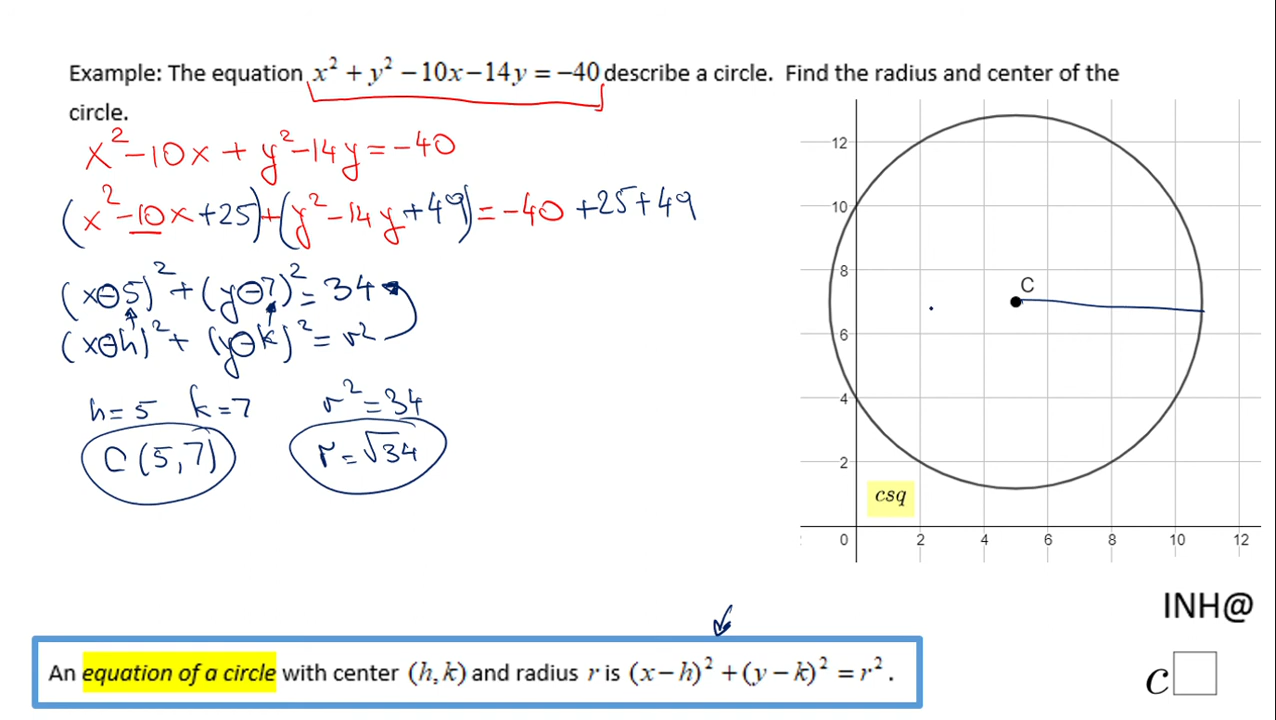 Example: The equation x² + y² − 10x − 14y = −40 describe a circle. Find the radius and center of the
circle.
x² − 10x + y² − 14y = −40
(x² − 10x + 25) + (y² − 14y + 49) = −40 + 25 + 49
(x − 5)² + (y − 7)² = 34
(x − h)² + (y − k)² = r²
h = 5 k = 7 r² = 34
C (5, 7) r = √34
12
10
8
6
4
2
0 2 4 6 8 10 12
C
csq
INH@
An equation of a circle with center (h, k) and radius r is (x − h)² + (y − k)² = r².
c